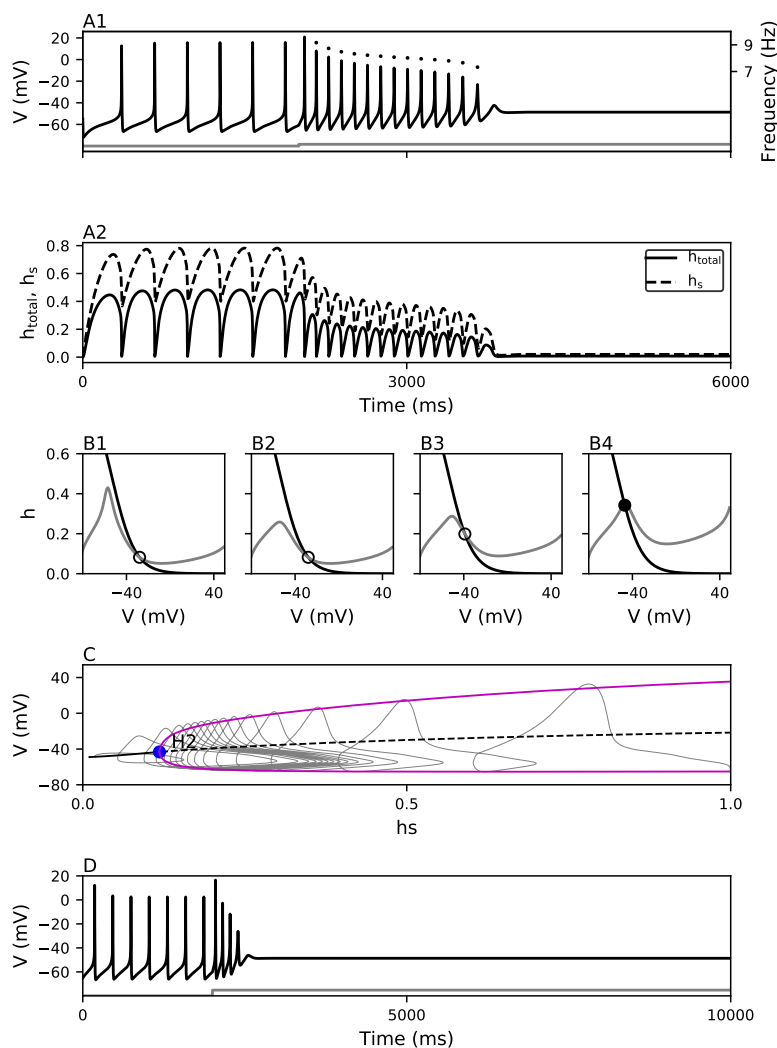 A1
20
0
−20
−40
−60
V (mV)
9
7
Frequency (Hz)
3000
6000
A2
0.8
0.6
0.4
0.2
0.0
h_total, h_s
h_total
h_s
0
3000
6000
Time (ms)
B1
B2
B3
B4
0.6
0.4
0.2
0.0
h
−40 40
−40 40
−40 40
−40 40
V (mV)
V (mV)
V (mV)
V (mV)
C
40
0
−40
−80
V (mV)
H2
0.0
0.5
1.0
hs
D
20
0
−20
−40
−60
V (mV)
0
5000
10000
Time (ms)